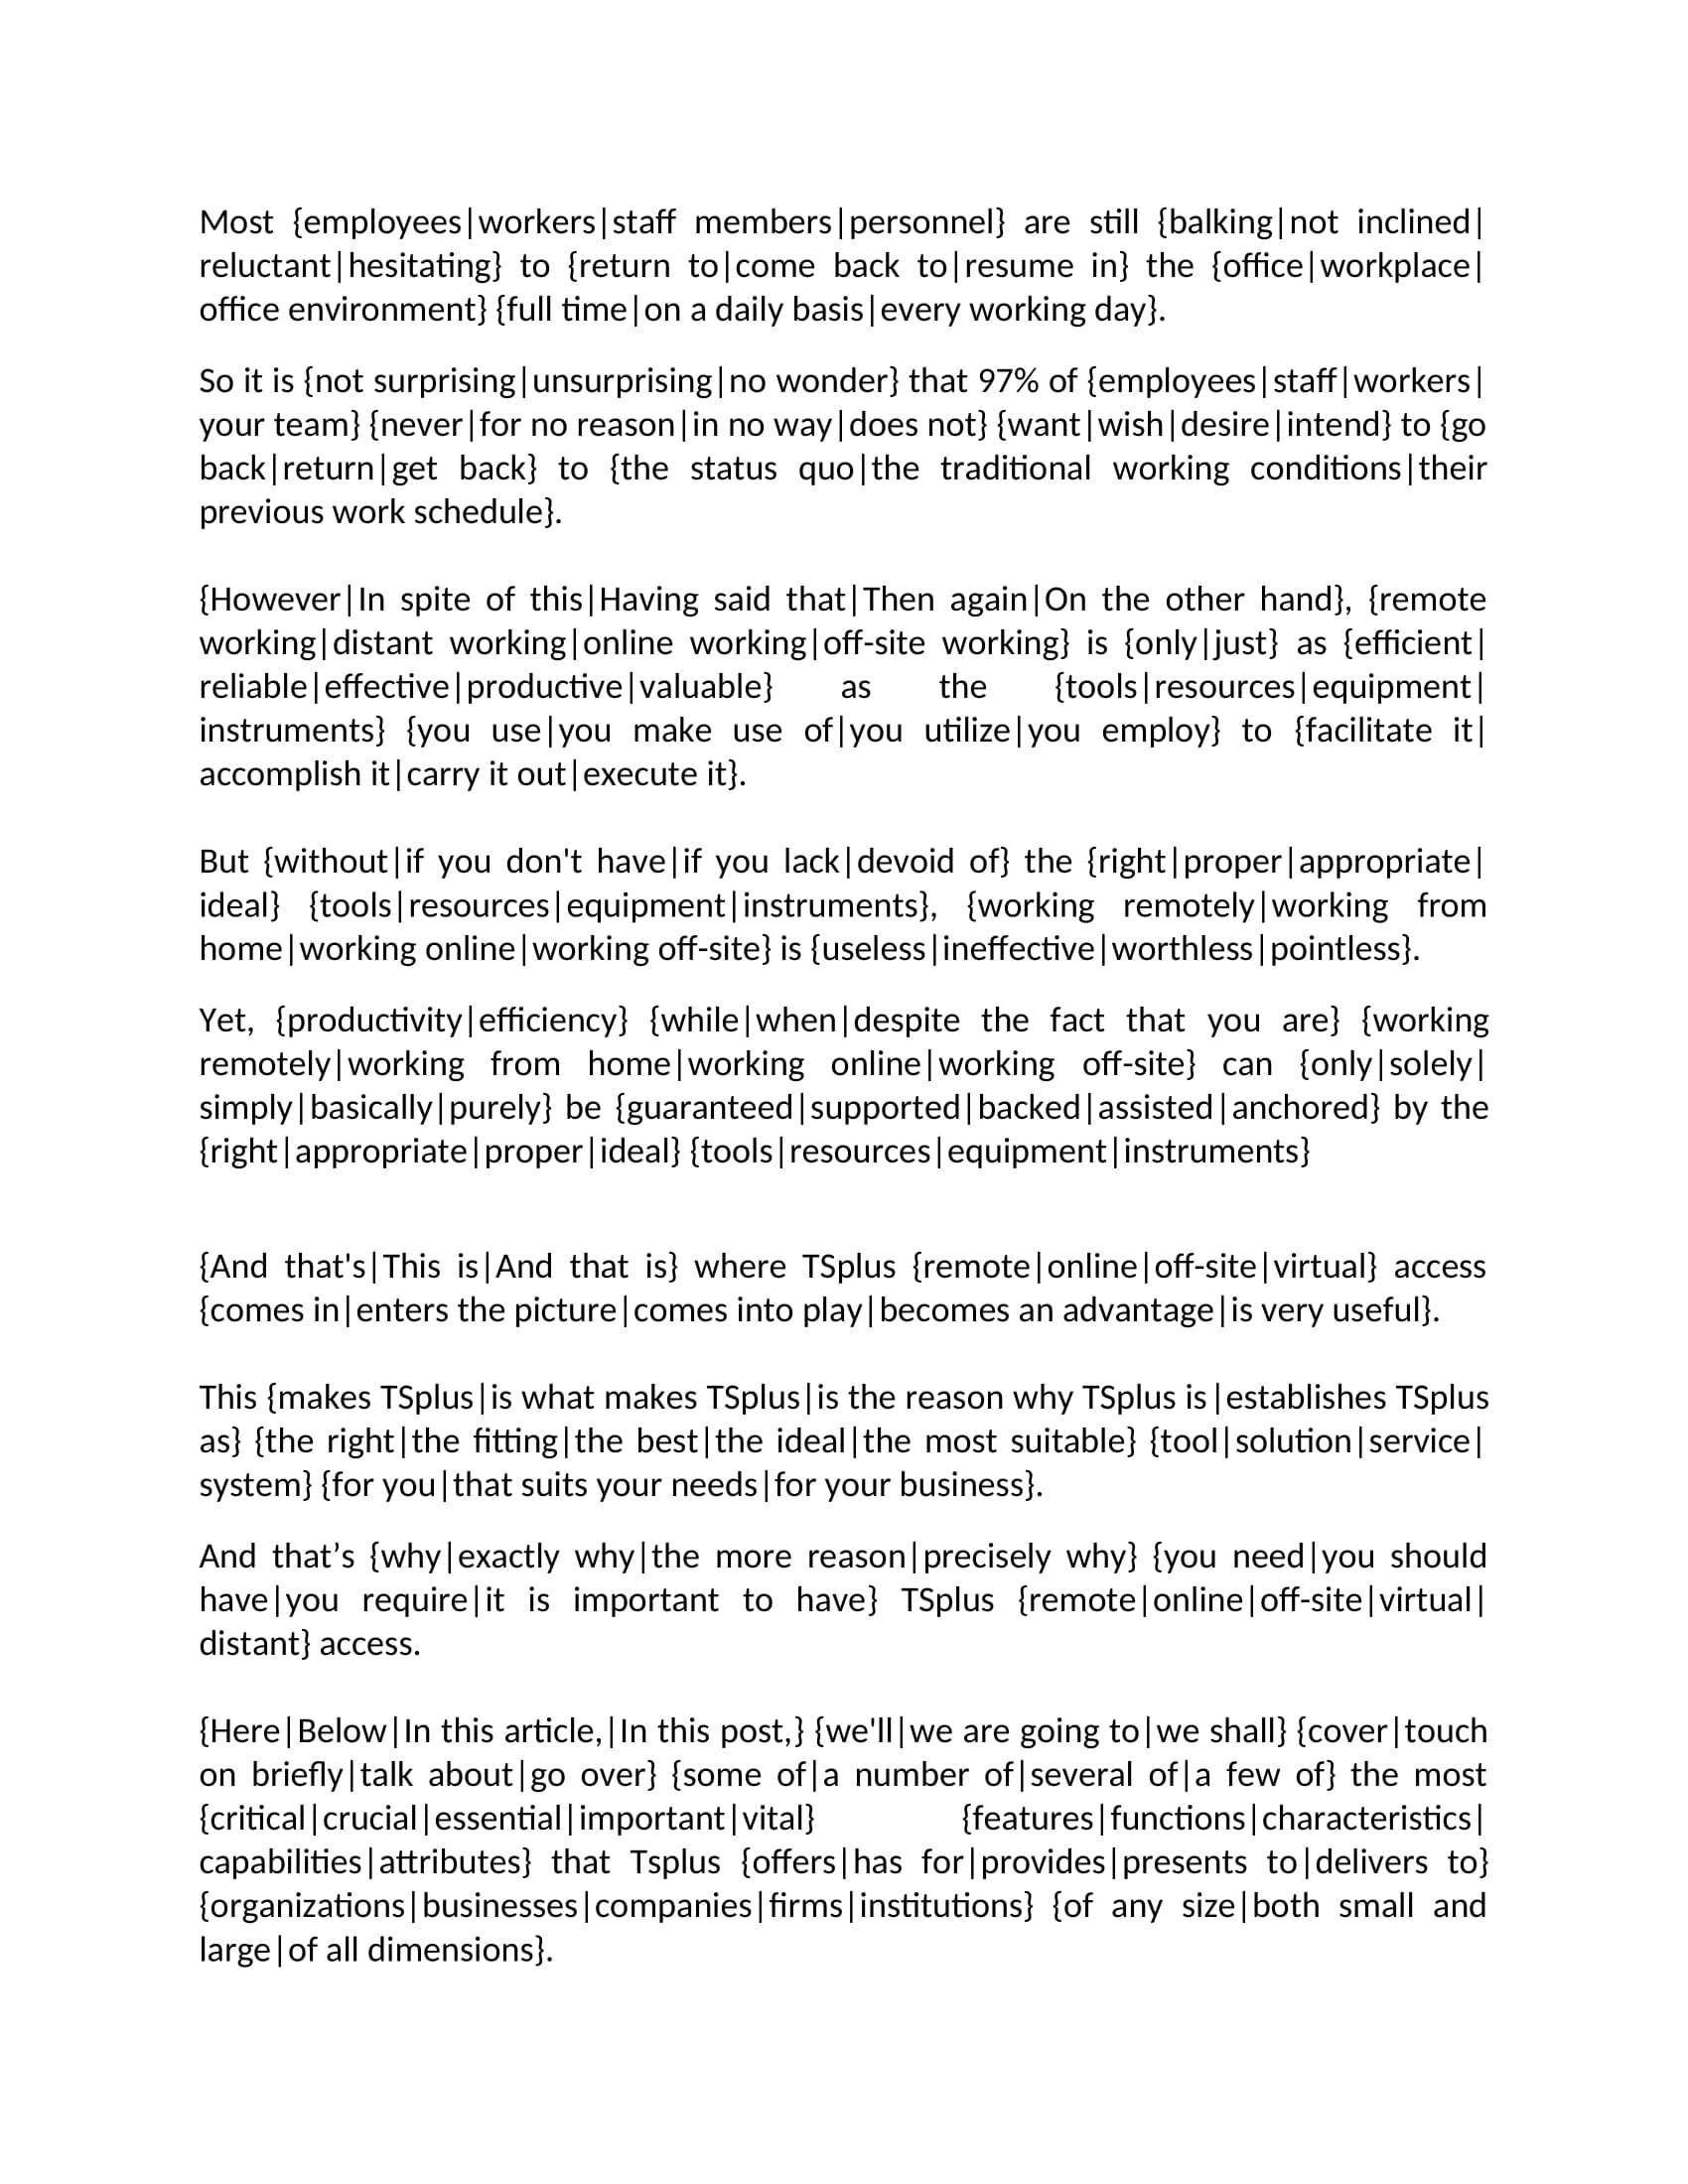 Most {employees|workers|staff members|personnel} are still {balking|not inclined|
reluctant|hesitating} to {return to|come back to|resume in} the {office|workplace|
office environment} {full time|on a daily basis|every working day}.
So it is {not surprising|unsurprising|no wonder} that 97% of {employees|staff|workers|
your team} {never|for no reason|in no way|does not} {want|wish|desire|intend} to {go
back|return|get back} to {the status quo|the traditional working conditions|their
previous work schedule}.
{However|In spite of this|Having said that|Then again|On the other hand}, {remote
working|distant working|online working|off-site working} is {only|just} as {efficient|
reliable|effective|productive|valuable} as the {tools|resources|equipment|
instruments} {you use|you make use of|you utilize|you employ} to {facilitate it|
accomplish it|carry it out|execute it}.
But {without|if you don't have|if you lack|devoid of} the {right|proper|appropriate|
ideal} {tools|resources|equipment|instruments}, {working remotely|working from
home|working online|working off-site} is {useless|ineffective|worthless|pointless}.
Yet, {productivity|efficiency} {while|when|despite the fact that you are} {working
remotely|working from home|working online|working off-site} can {only|solely|
simply|basically|purely} be {guaranteed|supported|backed|assisted|anchored} by the
{right|appropriate|proper|ideal} {tools|resources|equipment|instruments}
{And that's|This is|And that is} where TSplus {remote|online|off-site|virtual} access
{comes in|enters the picture|comes into play|becomes an advantage|is very useful}.
This {makes TSplus|is what makes TSplus|is the reason why TSplus is|establishes TSplus
as} {the right|the fitting|the best|the ideal|the most suitable} {tool|solution|service|
system} {for you|that suits your needs|for your business}.
And that’s {why|exactly why|the more reason|precisely why} {you need|you should
have|you require|it is important to have} TSplus {remote|online|off-site|virtual|
distant} access.
{Here|Below|In this article,|In this post,} {we'll|we are going to|we shall} {cover|touch
on briefly|talk about|go over} {some of|a number of|several of|a few of} the most
{critical|crucial|essential|important|vital} {features|functions|characteristics|
capabilities|attributes} that Tsplus {offers|has for|provides|presents to|delivers to}
{organizations|businesses|companies|firms|institutions} {of any size|both small and
large|of all dimensions}.